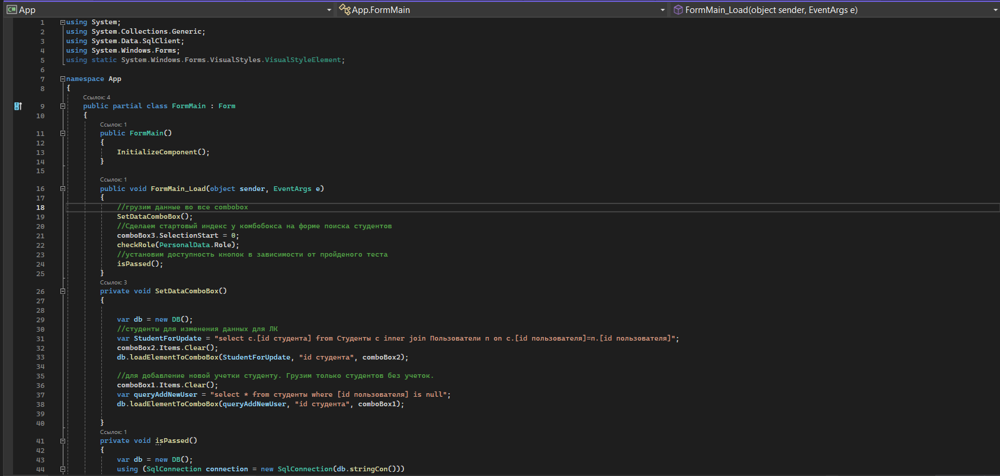 C# App App.FormMain FormMain_Load(object sender, EventArgs e)
1 using System;
2 using System.Collections.Generic;
3 using System.Data.SqlClient;
4 using System.Windows.Forms;
5 using static System.Windows.Forms.VisualStyles.VisualStyleElement;
6
7 namespace App
8 {
Ссылок: 4
9 public partial class FormMain : Form
10 {
Ссылок: 1
11 public FormMain()
12 {
13 InitializeComponent();
14 }
15
Ссылок: 1
16 public void FormMain_Load(object sender, EventArgs e)
17 {
18 //грузим данные во все combobox
19 SetDataComboBox();
20 //Сделаем стартовый индекс у комбобокса на форме поиска студентов
21 comboBox3.SelectionStart = 0;
22 checkRole(PersonalData.Role);
23 //установим доступность кнопок в зависимости от пройденого теста
24 isPassed();
25 }
Ссылок: 3
26 private void SetDataComboBox()
27 {
28
29 var db = new DB();
30 //студенты для изменения данных для ЛК
31 var StudentForUpdate = "select с.[id студента] from Студенты с inner join Пользователи п on с.[id пользователя]=п.[id пользователя]";
32 comboBox2.Items.Clear();
33 db.loadElementToComboBox(StudentForUpdate, "id студента", comboBox2);
34
35 //для добавление новой учетки студенту. Грузим только студентов без учеток.
36 comboBox1.Items.Clear();
37 var queryAddNewUser = "select * from студенты where [id пользователя] is null";
38 db.loadElementToComboBox(queryAddNewUser, "id студента", comboBox1);
39
40 }
Ссылок: 1
41 private void isPassed()
42 {
43 var db = new DB();
44 using (SqlConnection connection = new SqlConnection(db.stringCon()))